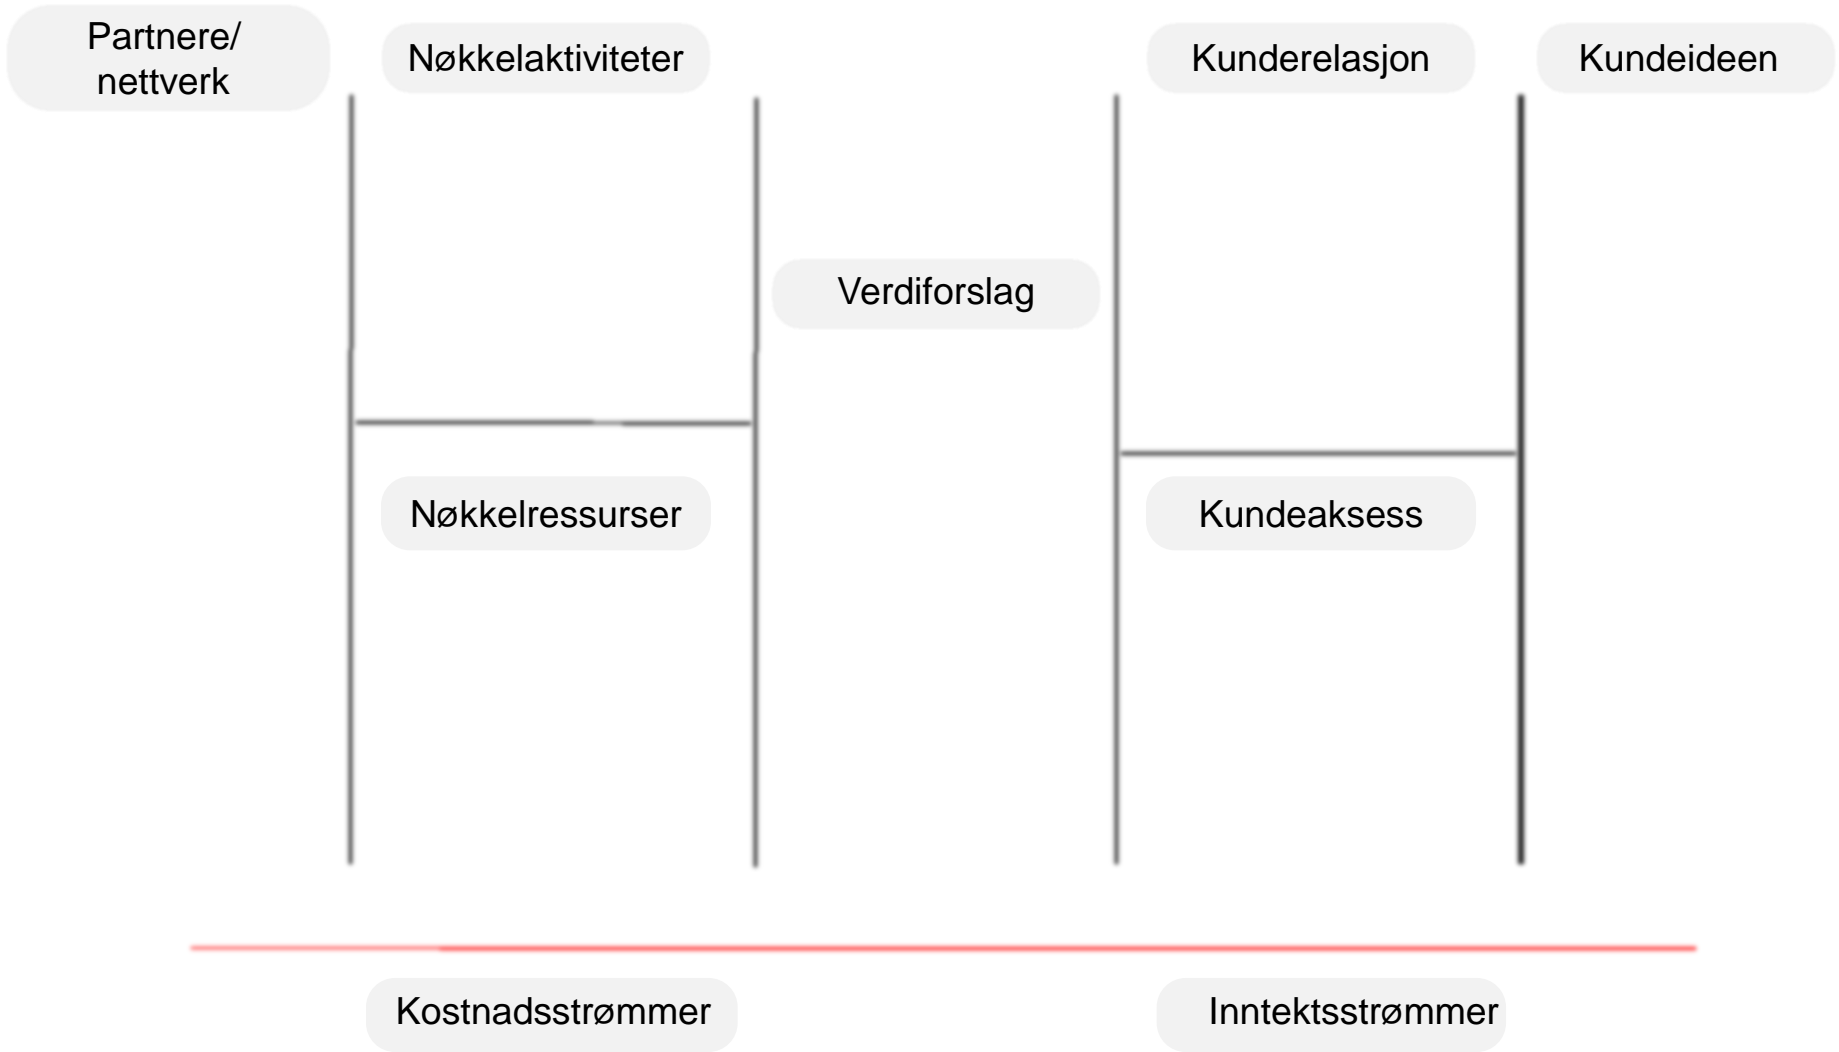 Partnere/
nettverk
Nøkkelaktiviteter
Kunderelasjon
Kundeideen
Verdiforslag
Nøkkelressurser
Kundeaksess
Kostnadsstrømmer
Inntektsstrømmer